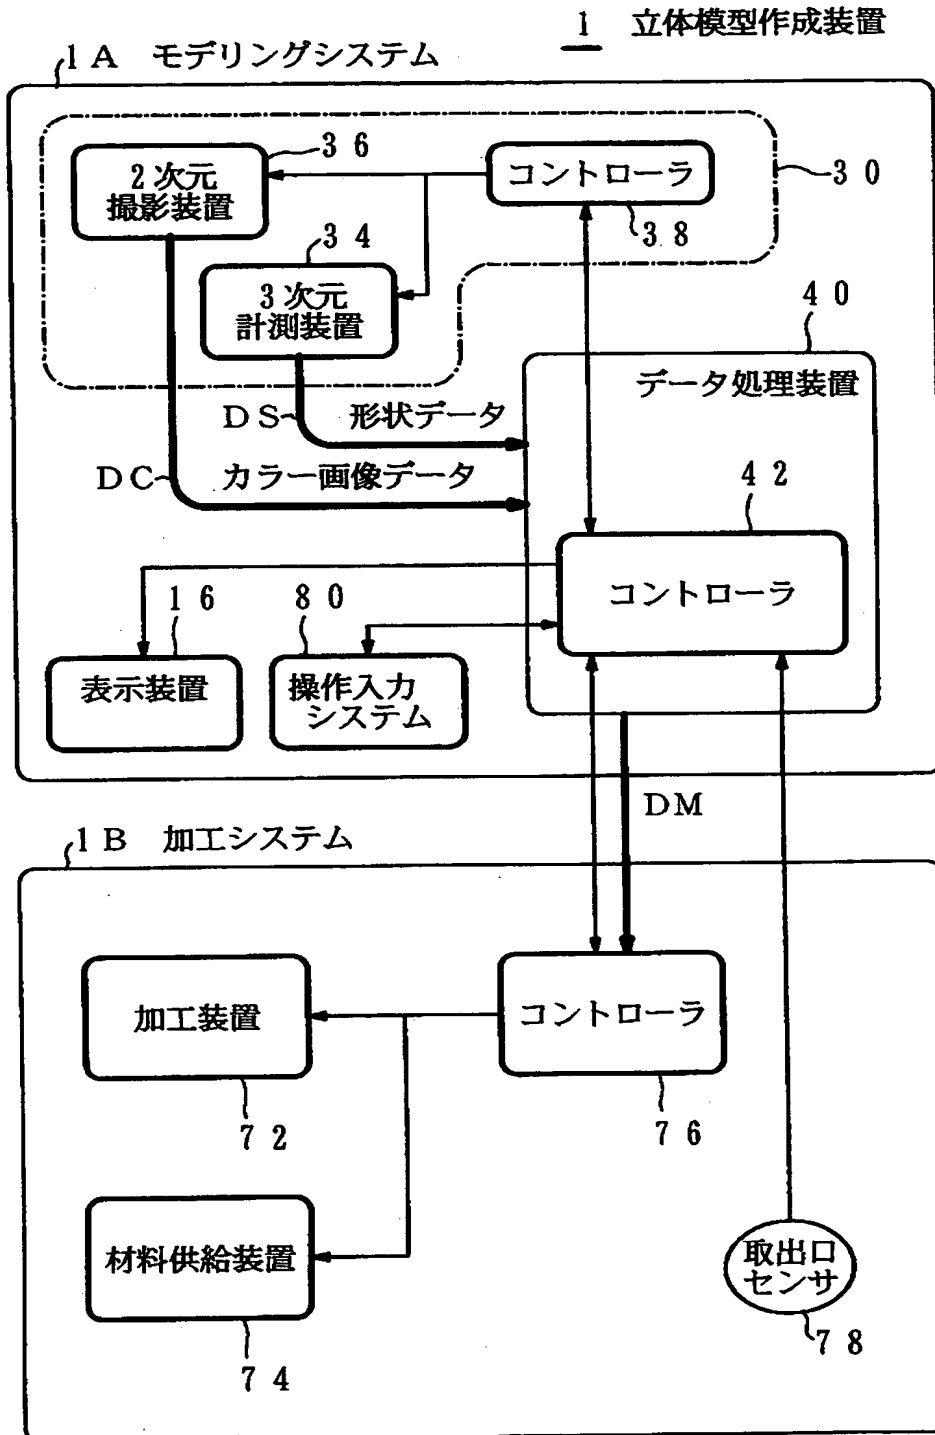 1 立体模型作成装置
1A モデリングシステム
36
2次元
撮影装置
コントローラ
30
38
34
3次元
計測装置
40
データ処理装置
DS 形状データ
DC カラー画像データ
42
コントローラ
16
80
表示装置
操作入力
システム
DM
1B 加工システム
加工装置
コントローラ
72
76
材料供給装置
取出口
センサ
74
78